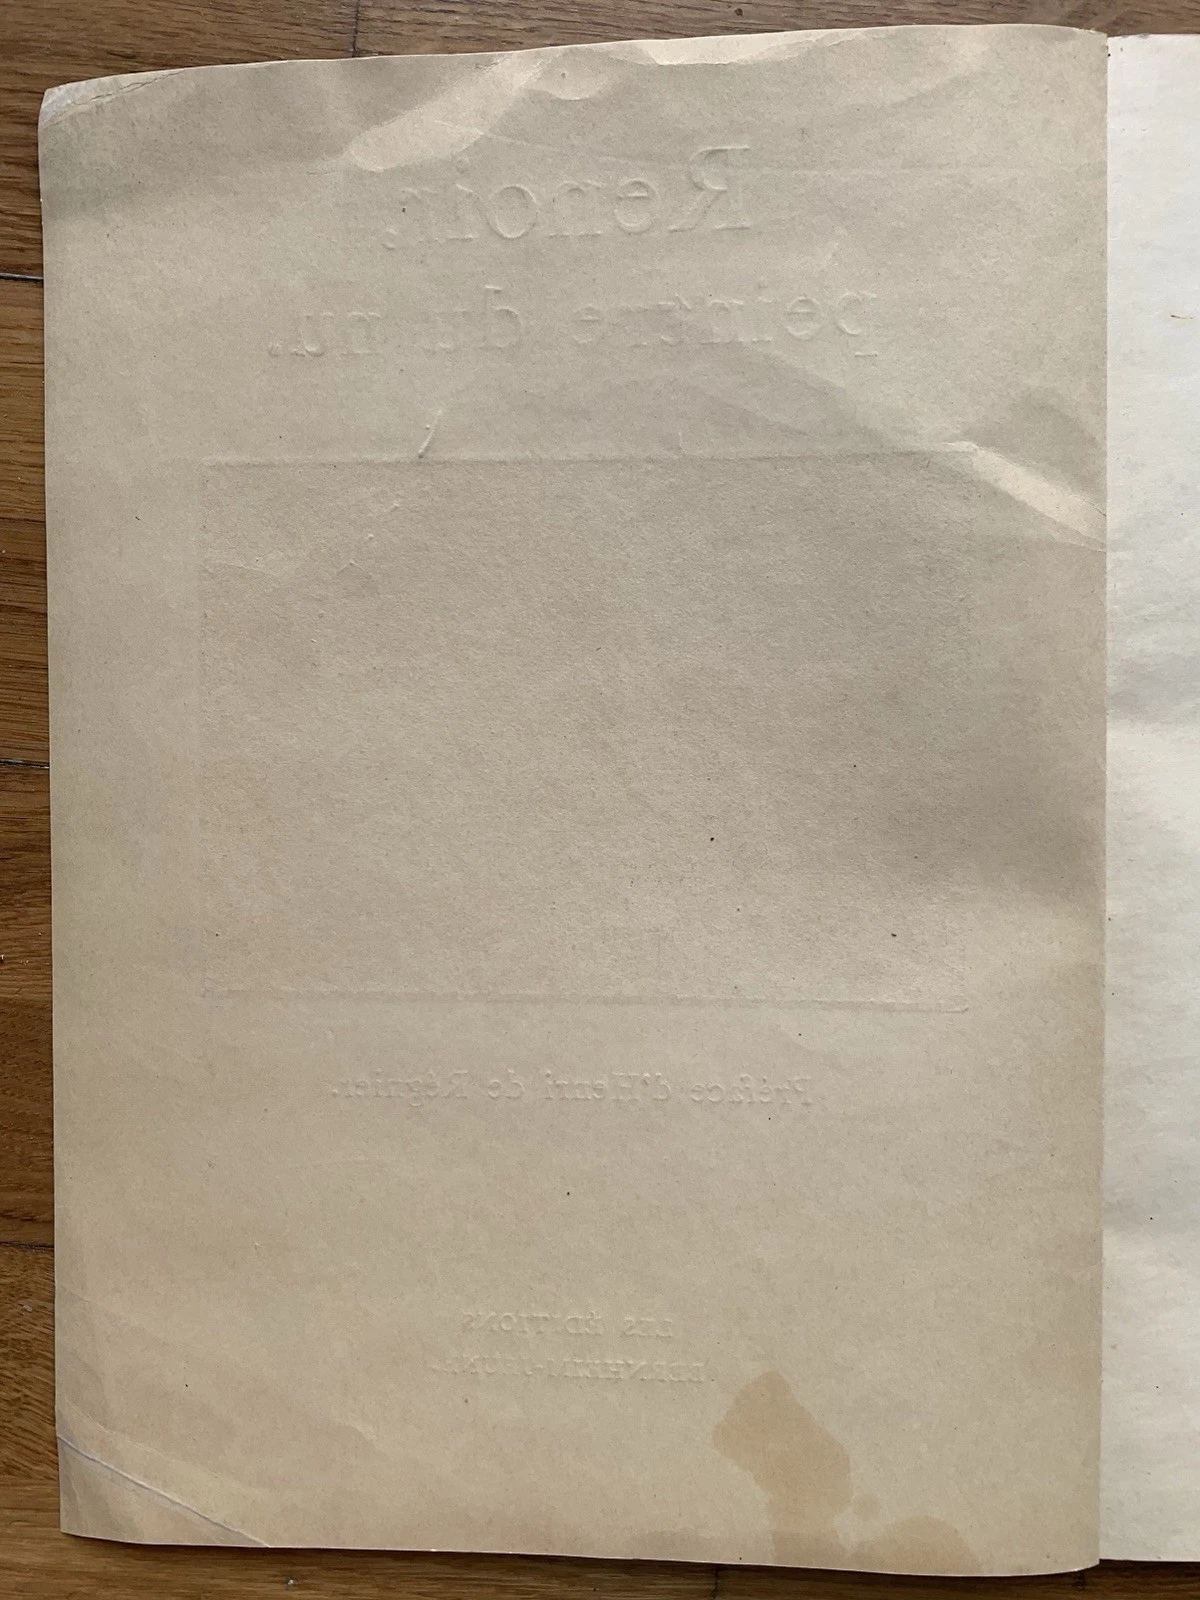 Renoir.
peintre du nu.
Préface d'Henri de Régnier.
LES ÉDITIONS
BERNHEIM-JEUNE